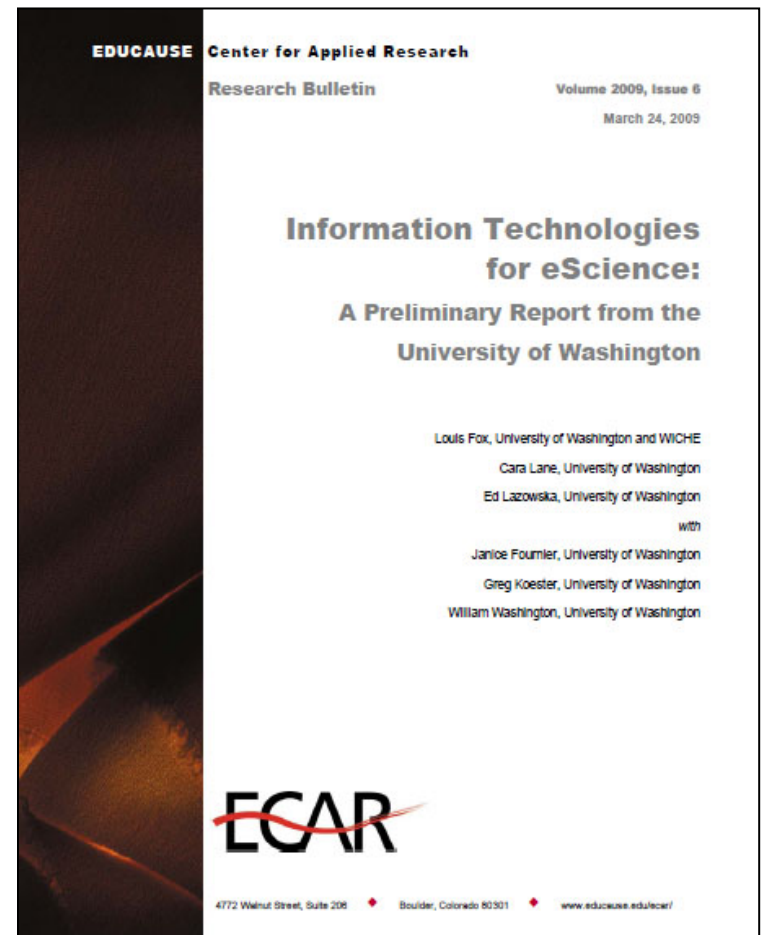 EDUCAUSE Center for Applied Research
Research Bulletin
Volume 2009, Issue 6
March 24, 2009
Information Technologies
for eScience:
A Preliminary Report from the
University of Washington
Louis Fox, University of Washington and WICHE
Cara Lane, University of Washington
Ed Lazowska, University of Washington
with
Janice Fournier, University of Washington
Greg Koester, University of Washington
William Washington, University of Washington
ECAR
4772 Walnut Street, Suite 206 ◆ Boulder, Colorado 80301 ◆ www.educause.edu/ecar/